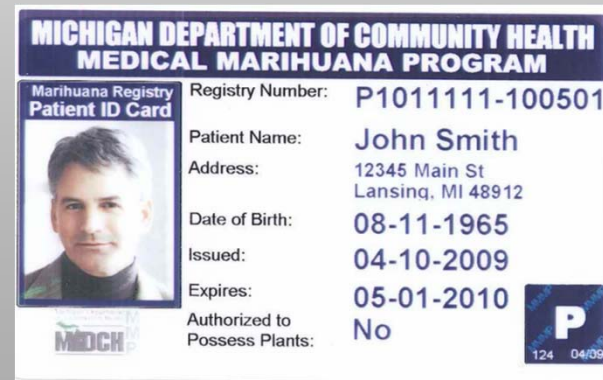 MICHIGAN DEPARTMENT OF COMMUNITY HEALTH
MEDICAL MARIHUANA PROGRAM
Marihuana Registry
Patient ID Card
Registry Number: P1011111-100501
Patient Name: John Smith
Address: 12345 Main St
Lansing, MI 48912
Date of Birth: 08-11-1965
Issued: 04-10-2009
Expires: 05-01-2010
Authorized to
Possess Plants: No
MDCH
P
124 04/09